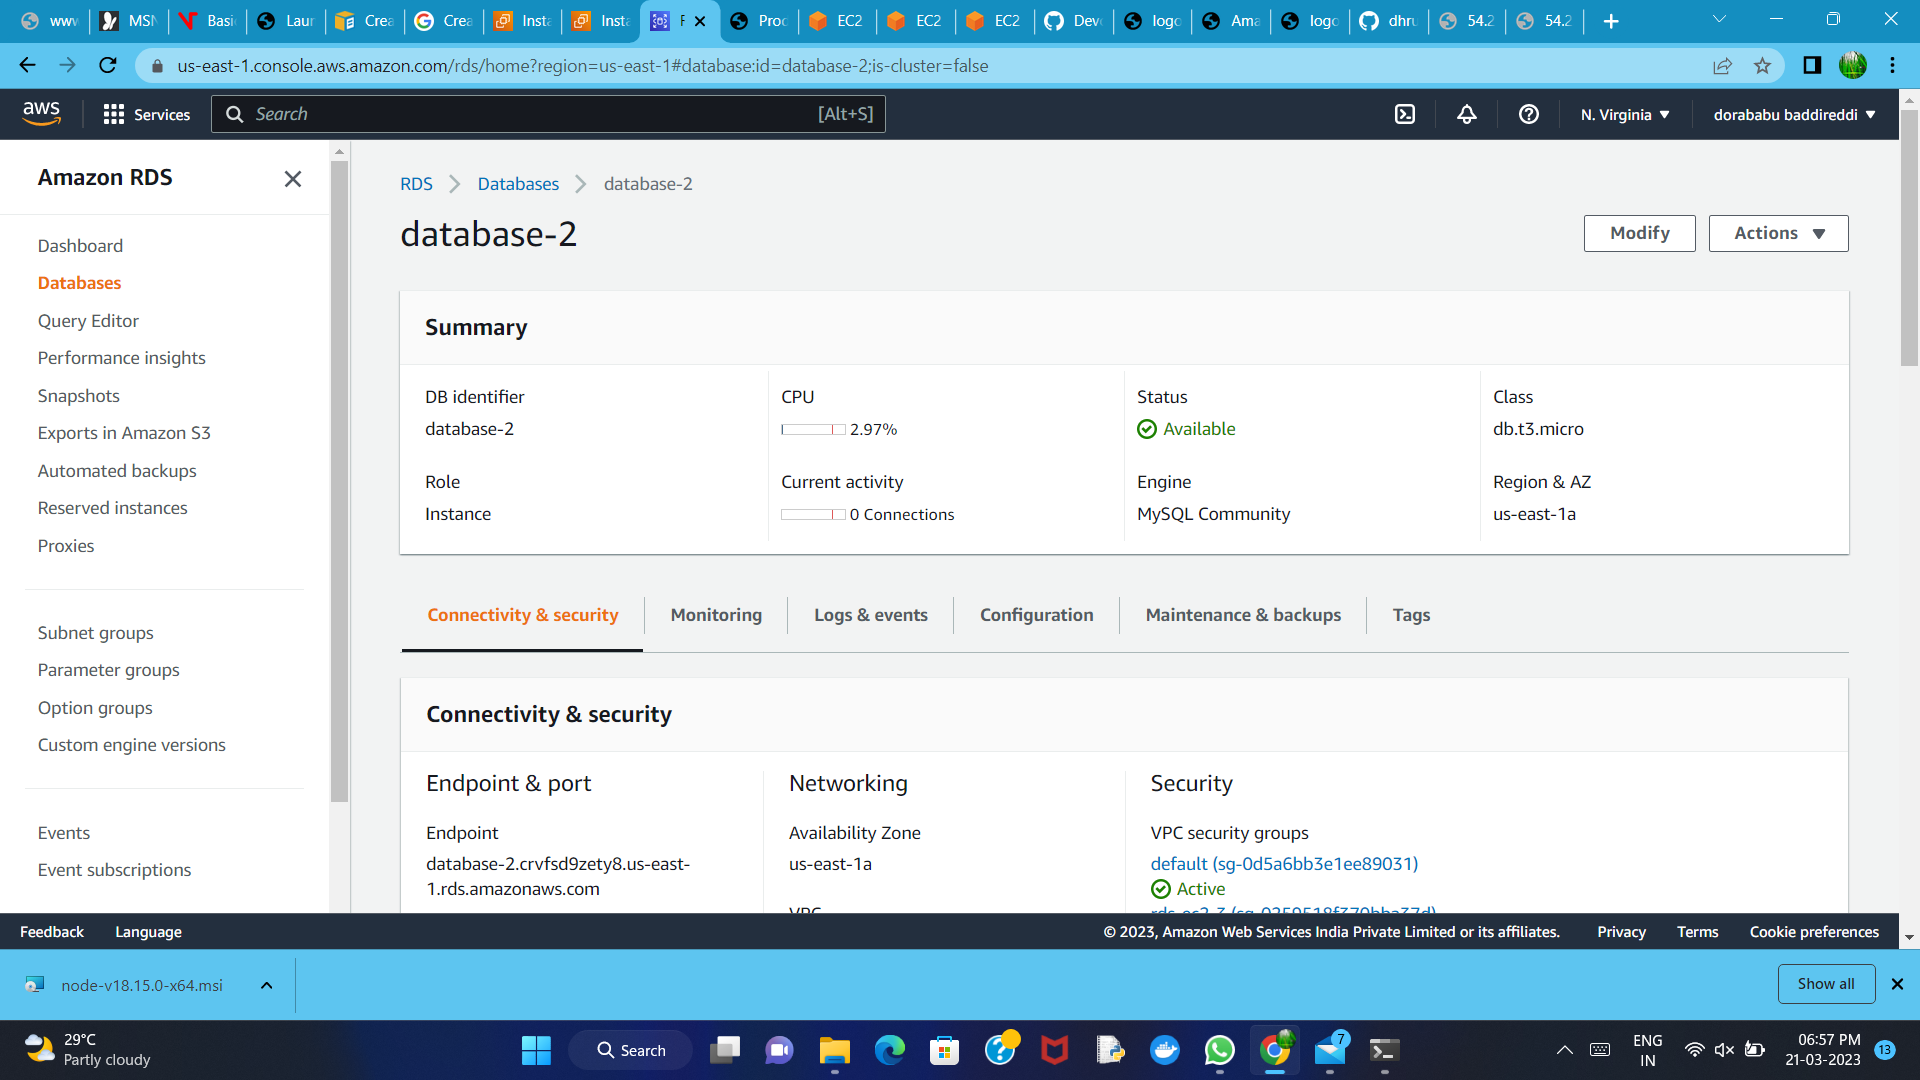 www
MSN
Basic
Laun
Crea
Crea
Insta
Insta
F
Proc
EC2
EC2
EC2
Deve
logo
Ama
logo
dhru
54.2
54.2
us-east-1.console.aws.amazon.com/rds/home?region=us-east-1#database:id=database-2;is-cluster=false
aws
Services
Search
[Alt+S]
N. Virginia
dorababu baddireddi
Amazon RDS
Dashboard
Databases
Query Editor
Performance insights
Snapshots
Exports in Amazon S3
Automated backups
Reserved instances
Proxies
Subnet groups
Parameter groups
Option groups
Custom engine versions
Events
Event subscriptions
RDS
Databases
database-2
database-2
Modify
Actions
Summary
DB identifier
database-2
CPU
2.97%
Status
Available
Class
db.t3.micro
Role
Instance
Current activity
0 Connections
Engine
MySQL Community
Region & AZ
us-east-1a
Connectivity & security
Monitoring
Logs & events
Configuration
Maintenance & backups
Tags
Connectivity & security
Endpoint & port
Endpoint
database-2.crvfsd9zety8.us-east-
1.rds.amazonaws.com
Networking
Availability Zone
us-east-1a
VPC
Security
VPC security groups
default (sg-0d5a6bb3e1ee89031)
Active
Feedback
Language
© 2023, Amazon Web Services India Private Limited or its affiliates.
Privacy
Terms
Cookie preferences
node-v18.15.0-x64.msi
Show all
29°C
Partly cloudy
Search
7
ENG
IN
06:57 PM
21-03-2023
13